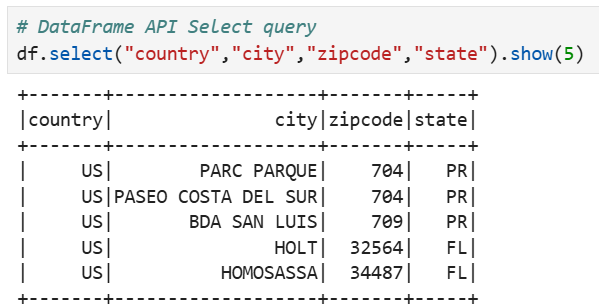 # DataFrame API Select query
df.select("country","city","zipcode","state").show(5)
+-------+-------------------+-------+-----+
|country|               city|zipcode|state|
+-------+-------------------+-------+-----+
|     US|        PARC PARQUE|    704|   PR|
|     US|PASEO COSTA DEL SUR|    704|   PR|
|     US|       BDA SAN LUIS|    709|   PR|
|     US|               HOLT|  32564|   FL|
|     US|          HOMOSASSA|  34487|   FL|
+-------+-------------------+-------+-----+